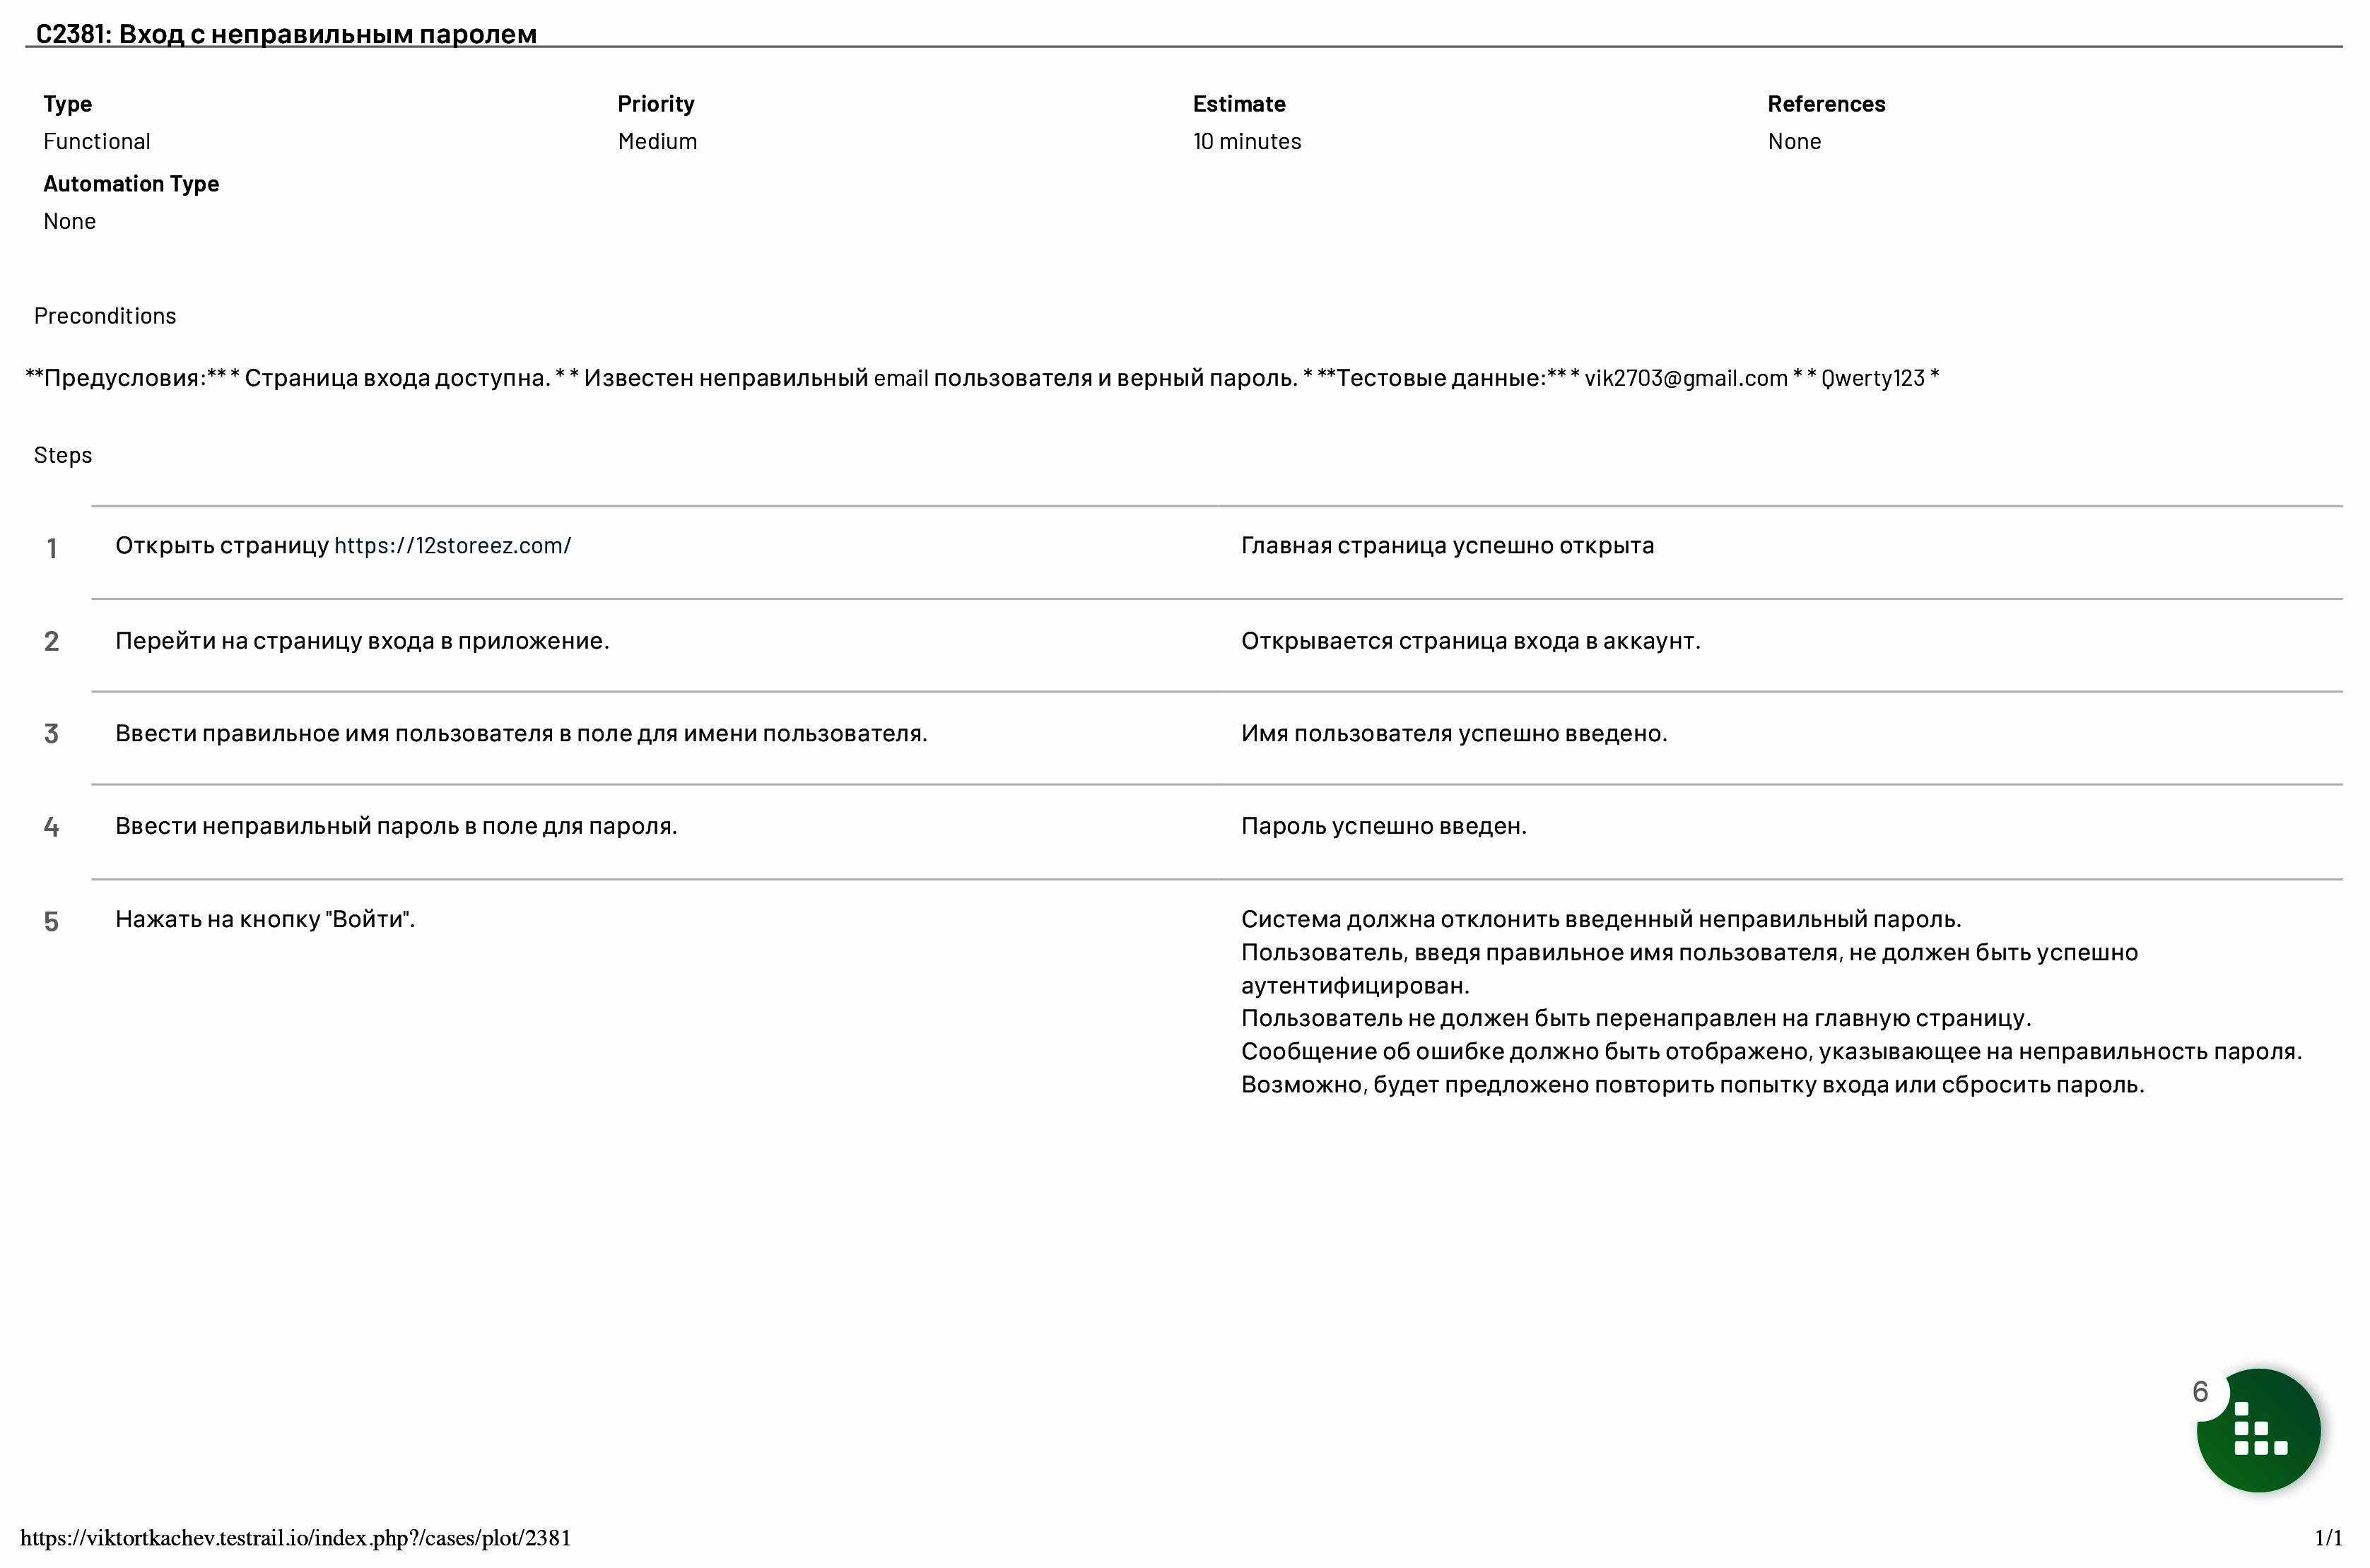 C2381: Вход с неправильным паролем
Type
Priority
Estimate
References
Functional
Medium
10 minutes
None
Automation Type
None
Preconditions
**Предусловия:** * Страница входа доступна. * * Известен неправильный email пользователя и верный пароль. * **Тестовые данные:** * vik2703@gmail.com * * Qwerty123 *
Steps
1 Открыть страницу https://12storeez.com/ Главная страница успешно открыта
2 Перейти на страницу входа в приложение. Открывается страница входа в аккаунт.
3 Ввести правильное имя пользователя в поле для имени пользователя. Имя пользователя успешно введено.
4 Ввести неправильный пароль в поле для пароля. Пароль успешно введен.
5 Нажать на кнопку "Войти". Система должна отклонить введенный неправильный пароль.
Пользователь, введя правильное имя пользователя, не должен быть успешно
аутентифицирован.
Пользователь не должен быть перенаправлен на главную страницу.
Сообщение об ошибке должно быть отображено, указывающее на неправильность пароля.
Возможно, будет предложено повторить попытку входа или сбросить пароль.
6
https://viktortkachev.testrail.io/index.php?/cases/plot/2381
1/1